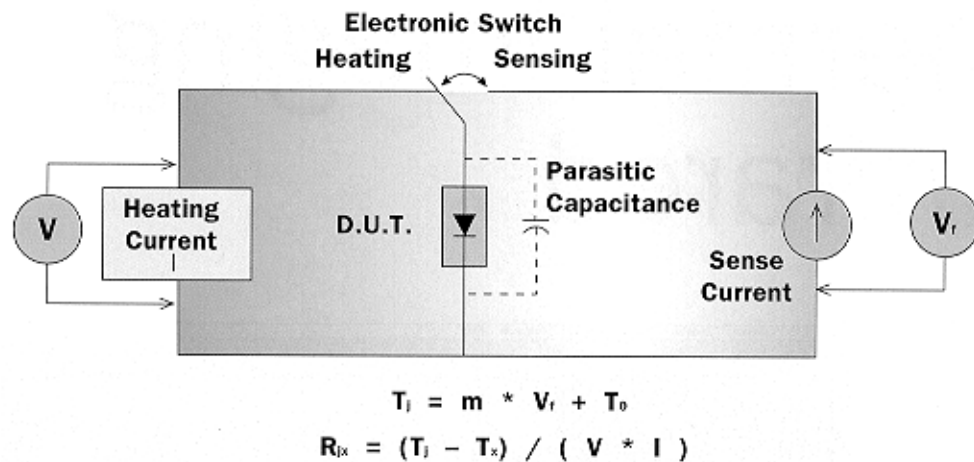 Electronic Switch
Heating Sensing
Parasitic
Capacitance
V
Heating
Current
I
D.U.T.
Sense
Current
Vf
Tj = m * Vf + T0
Rjx = (Tj – Tx) / ( V * I )